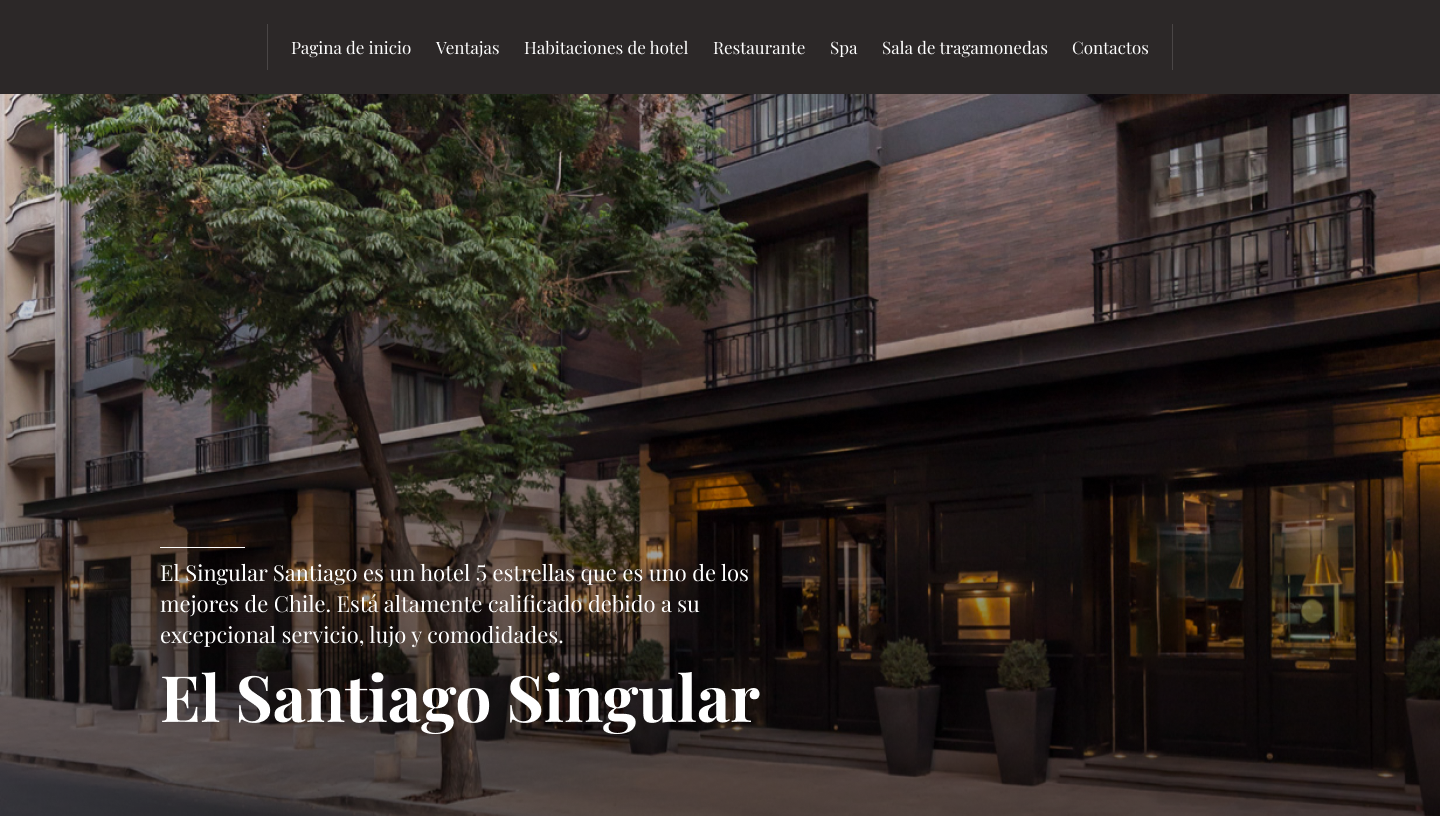 Pagina de inicio Ventajas Habitaciones de hotel Restaurante Spa Sala de tragamonedas Contactos
El Singular Santiago es un hotel 5 estrellas que es uno de los
mejores de Chile. Está altamente calificado debido a su
excepcional servicio, lujo y comodidades.
El Santiago Singular